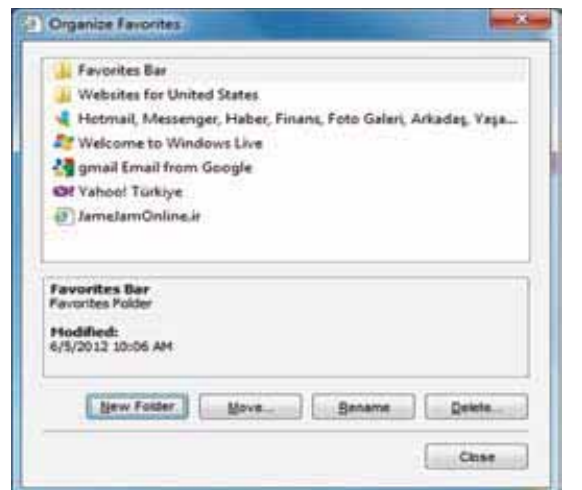 Organize Favorites
Favorites Bar
Websites for United States
Hotmail, Messenger, Haber, Finans, Foto Galeri, Arkadaş, Yaşa...
Welcome to Windows Live
gmail Email from Google
Yahoo! Türkiye
JameJamOnline.ir
Favorites Bar
Favorites Folder
Modified:
6/5/2012 10:06 AM
New Folder Move... Rename Delete...
Close